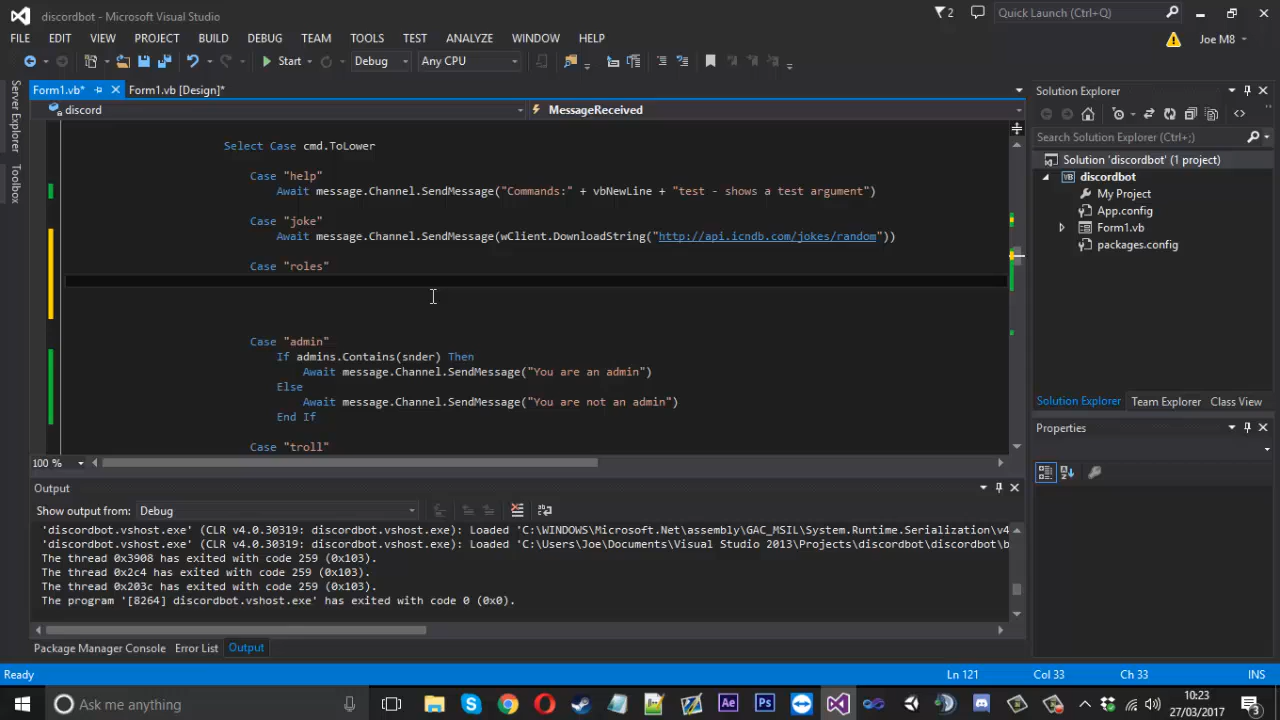 discordbot - Microsoft Visual Studio
2
Quick Launch (Ctrl+Q)
FILE EDIT VIEW PROJECT BUILD DEBUG TEAM TOOLS TEST ANALYZE WINDOW HELP
Joe M8
Start Debug Any CPU
Form1.vb* Form1.vb [Design]*
discord MessageReceived
Server Explorer
Toolbox
Select Case cmd.ToLower
Case "help"
Await message.Channel.SendMessage("Commands:" + vbNewLine + "test - shows a test argument")
Case "joke"
Await message.Channel.SendMessage(wClient.DownloadString("http://api.icndb.com/jokes/random"))
Case "roles"
Case "admin"
If admins.Contains(snder) Then
Await message.Channel.SendMessage("You are an admin")
Else
Await message.Channel.SendMessage("You are not an admin")
End If
Case "troll"
100 %
Solution Explorer
Search Solution Explorer (Ctrl+;)
Solution 'discordbot' (1 project)
discordbot
My Project
App.config
Form1.vb
packages.config
Solution Explorer Team Explorer Class View
Properties
Output
Show output from: Debug
'discordbot.vshost.exe' (CLR v4.0.30319: discordbot.vshost.exe): Loaded 'C:\WINDOWS\Microsoft.Net\assembly\GAC_MSIL\System.Runtime.Serialization\v4
'discordbot.vshost.exe' (CLR v4.0.30319: discordbot.vshost.exe): Loaded 'C:\Users\Joe\Documents\Visual Studio 2013\Projects\discordbot\discordbot\b
The thread 0x3908 has exited with code 259 (0x103).
The thread 0x2c4 has exited with code 259 (0x103).
The thread 0x203c has exited with code 259 (0x103).
The program '[8264] discordbot.vshost.exe' has exited with code 0 (0x0).
Package Manager Console Error List Output
Ready Ln 121 Col 33 Ch 33 INS
Ask me anything
Ae Ps
10:23
27/03/2017